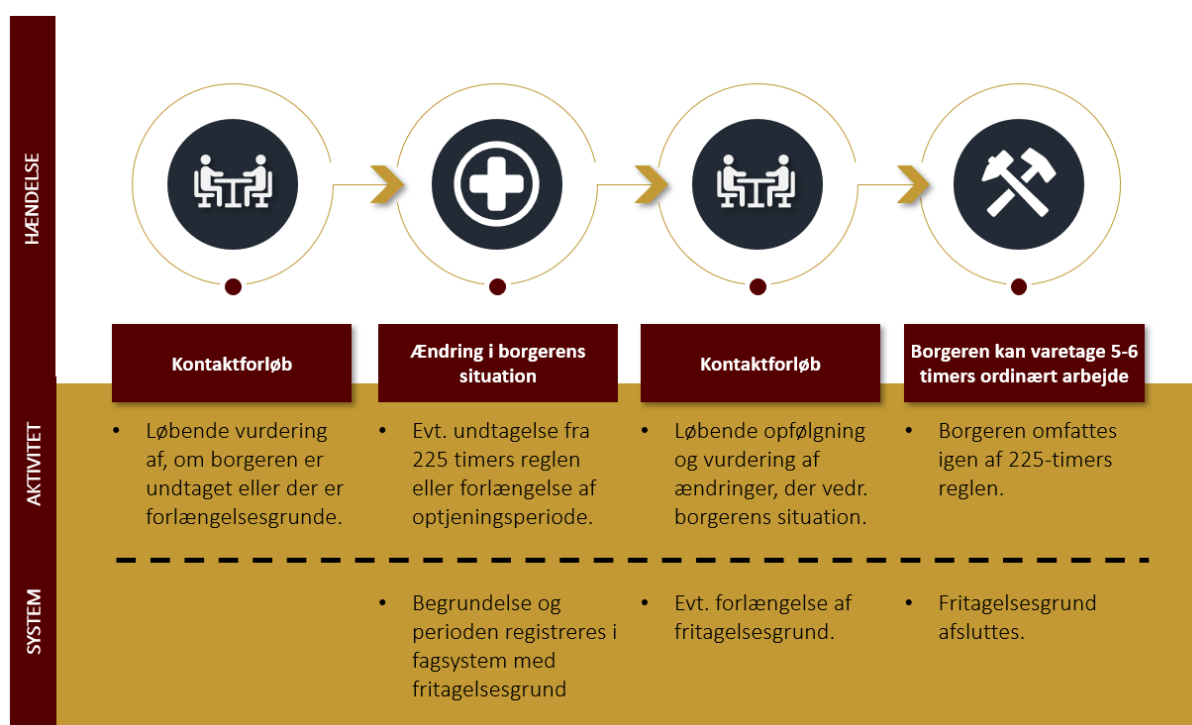 HÆNDELSE
Kontaktforløb
Ændring i borgerens
situation
Kontaktforløb
Borgeren kan varetage 5-6
timers ordinært arbejde
AKTIVITET
• Løbende vurdering
af, om borgeren er
undtaget eller der er
forlængelsesgrunde.
• Evt. undtagelse fra
225 timers reglen
eller forlængelse af
optjeningsperiode.
• Løbende opfølgning
og vurdering af
ændringer, der vedr.
borgerens situation.
• Borgeren omfattes
igen af 225-timers
reglen.
SYSTEM
• Begrundelse og
perioden registreres i
fagsystem med
fritagelsesgrund
• Evt. forlængelse af
fritagelsesgrund.
• Fritagelsesgrund
afsluttes.